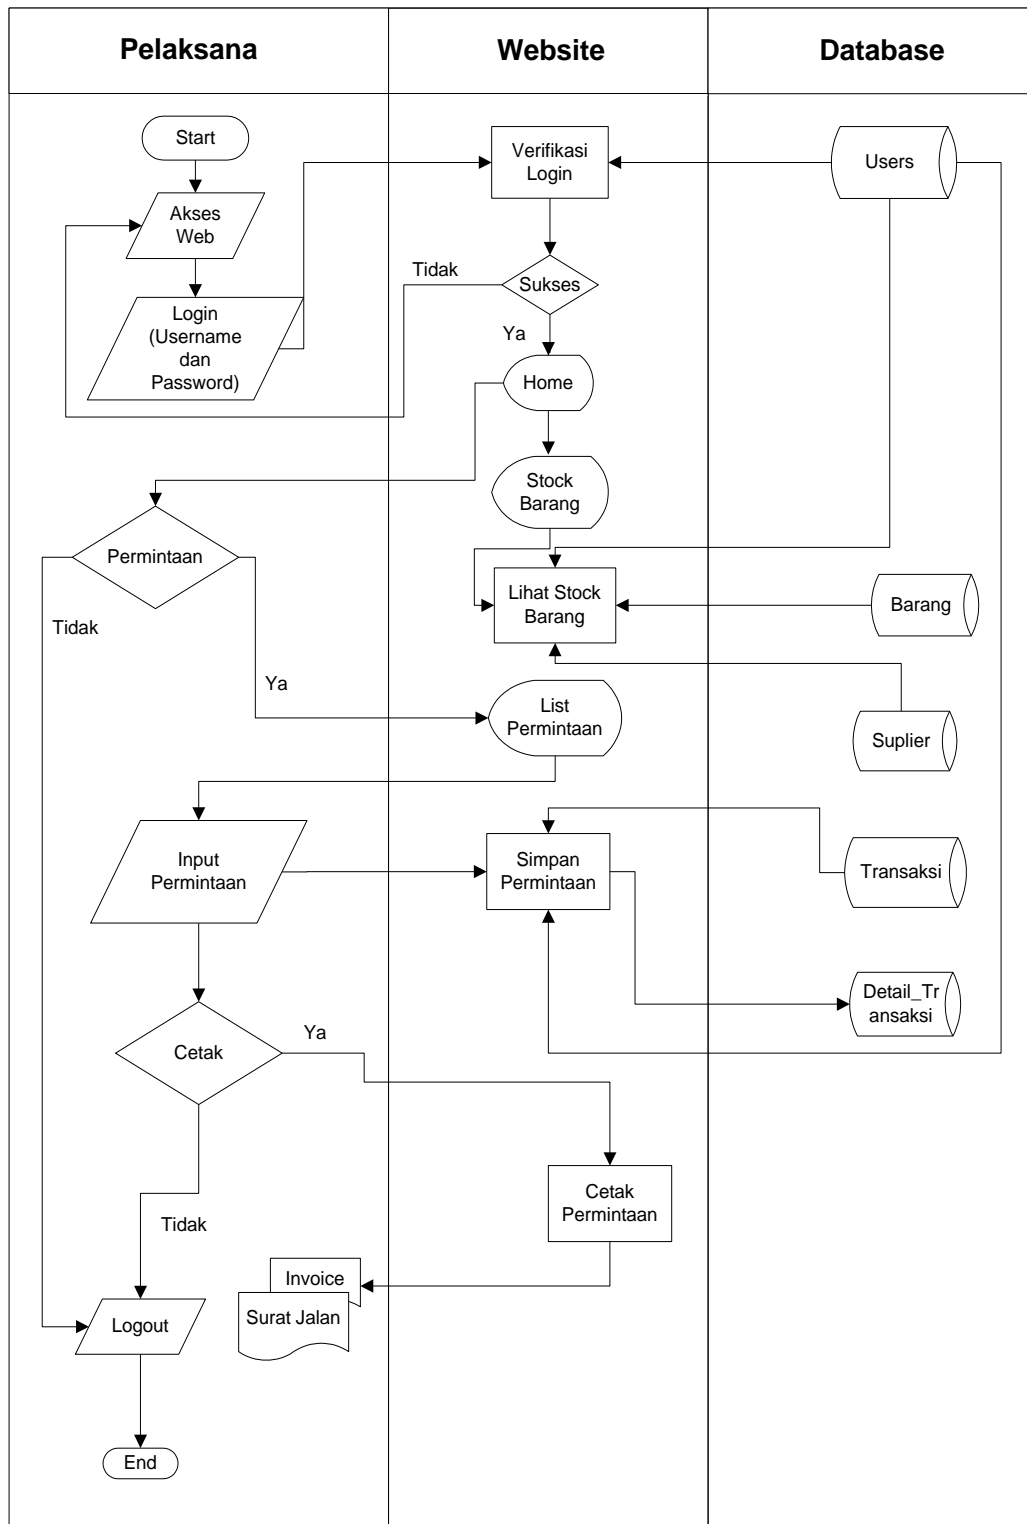 Pelaksana
Website
Database
Start
Verifikasi
Login
Users
Akses
Web
Tidak
Sukses
Login
(Username
dan
Password)
Ya
Home
Stock
Barang
Permintaan
Lihat Stock
Barang
Barang
Tidak
Ya
List
Permintaan
Suplier
Input
Permintaan
Simpan
Permintaan
Transaksi
Detail_Tr
ansaksi
Cetak
Ya
Cetak
Permintaan
Tidak
Invoice
Surat Jalan
Logout
End